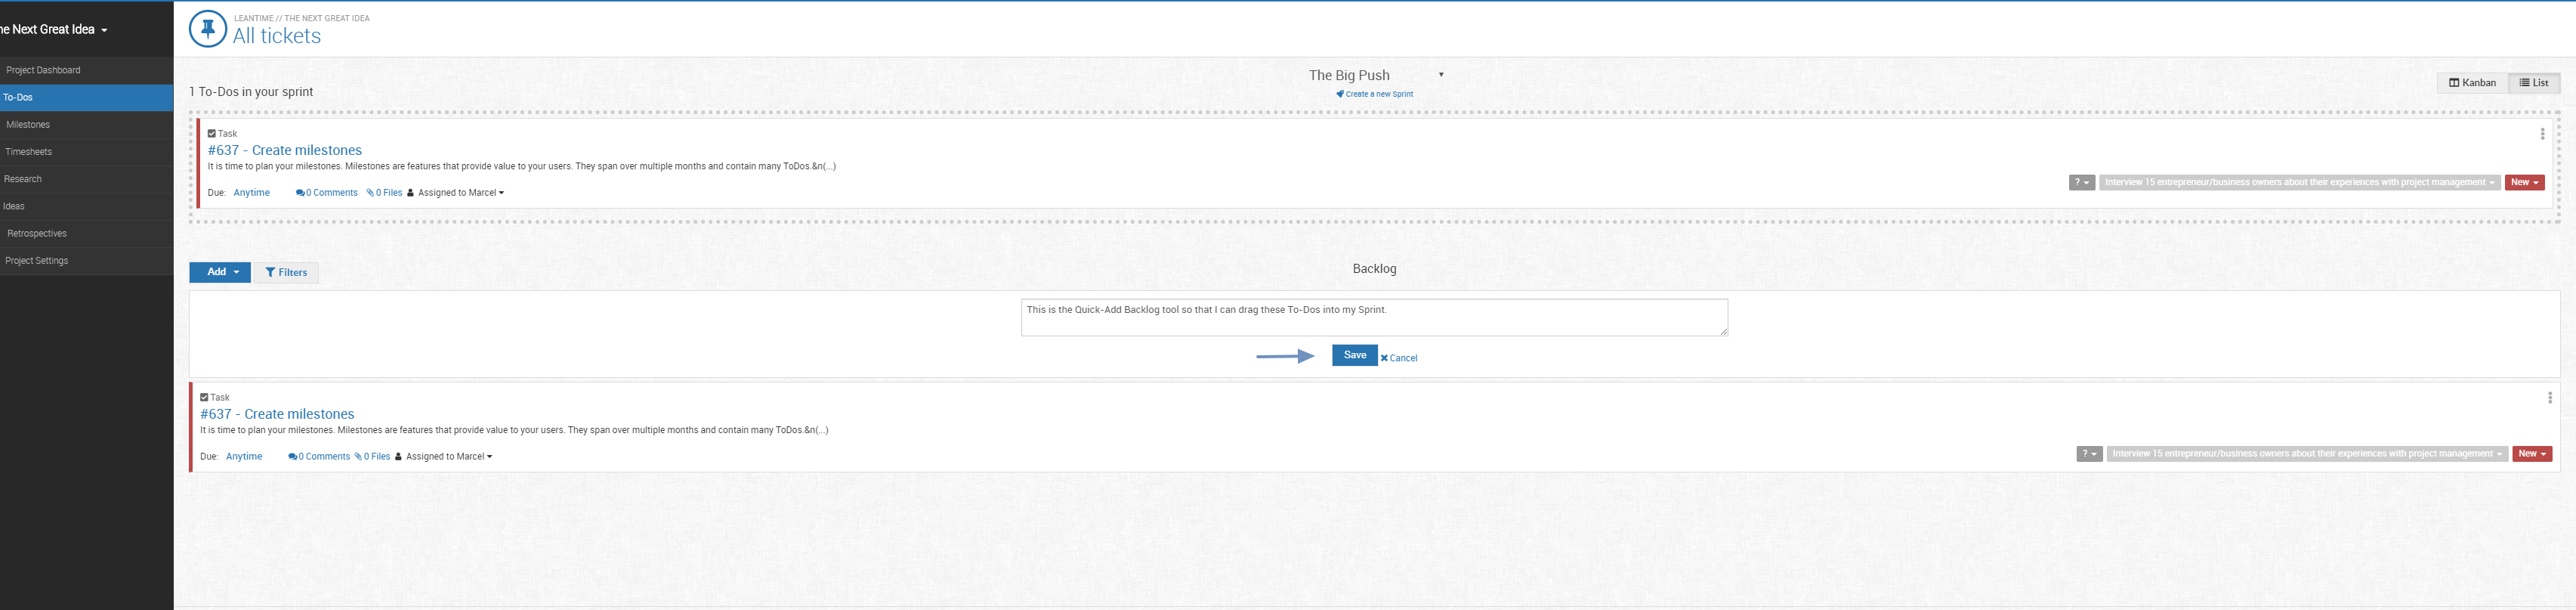 he Next Great Idea
LEANTIME // THE NEXT GREAT IDEA
All tickets
Project Dashboard
To-Dos
Milestones
Timesheets
Research
Ideas
Retrospectives
Project Settings
The Big Push
Create a new Sprint
1 To-Dos in your sprint
Kanban
List
Task
#637 - Create milestones
It is time to plan your milestones. Milestones are features that provide value to your users. They span over multiple months and contain many ToDos.&n(...)
Due: Anytime 0 Comments 0 Files Assigned to Marcel
? Interview 15 entrepreneur/business owners about their experiences with project management New
Add
Filters
Backlog
This is the Quick-Add Backlog tool so that I can drag these To-Dos into my Sprint.
Save
Cancel
Task
#637 - Create milestones
It is time to plan your milestones. Milestones are features that provide value to your users. They span over multiple months and contain many ToDos.&n(...)
Due: Anytime 0 Comments 0 Files Assigned to Marcel
? Interview 15 entrepreneur/business owners about their experiences with project management New